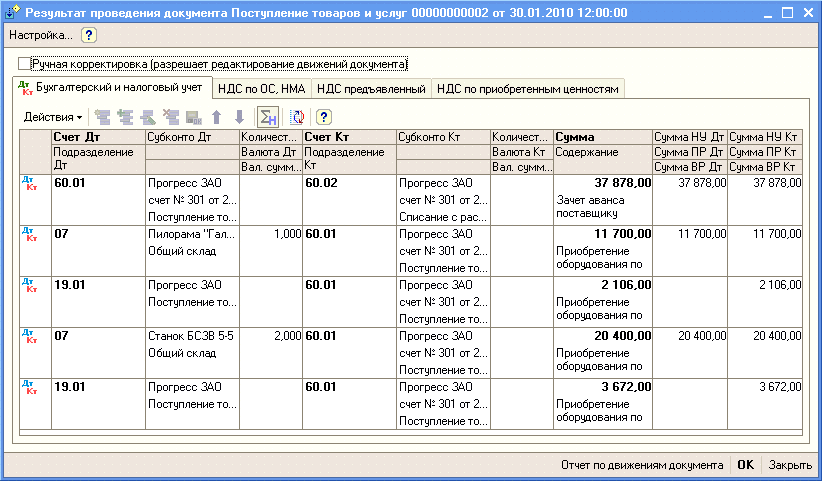 Результат проведения документа Поступление товаров и услуг 00000000002 от 30.01.2010 12:00:00
Настройка... ?
Ручная корректировка (разрешает редактирование движений документа)
Дт Кт Бухгалтерский и налоговый учет НДС по ОС, НМА НДС предъявленный НДС по приобретенным ценностям
Действия ?
Счет Дт Субконто Дт Количест... Счет Кт Субконто Кт Количест... Сумма Сумма НУ Дт Сумма НУ Кт
Подразделение Дт Валюта Дт Подразделение Кт Валюта Кт Содержание Сумма ПР Дт Сумма ПР Кт
Вал. сумм... Вал. сумм... Сумма ВР Дт Сумма ВР Кт
Дт Кт 60.01 Прогресс ЗАО 60.02 Прогресс ЗАО 37 878,00 37 878,00 37 878,00
счет № 301 от 2... счет № 301 от 2... Зачет аванса
Поступление то... Списание с рас... поставщику
Дт Кт 07 Пилорама "Гал... 1,000 60.01 Прогресс ЗАО 11 700,00 11 700,00 11 700,00
Общий склад счет № 301 от 2... Приобретение
Поступление то... оборудования по
Дт Кт 19.01 Прогресс ЗАО 60.01 Прогресс ЗАО 2 106,00 2 106,00
Поступление то... счет № 301 от 2... Приобретение
Поступление то... оборудования по
Дт Кт 07 Станок БСЗВ 5-5 2,000 60.01 Прогресс ЗАО 20 400,00 20 400,00 20 400,00
Общий склад счет № 301 от 2... Приобретение
Поступление то... оборудования по
Дт Кт 19.01 Прогресс ЗАО 60.01 Прогресс ЗАО 3 672,00 3 672,00
Поступление то... счет № 301 от 2... Приобретение
Поступление то... оборудования по
Отчет по движениям документа OK Закрыть